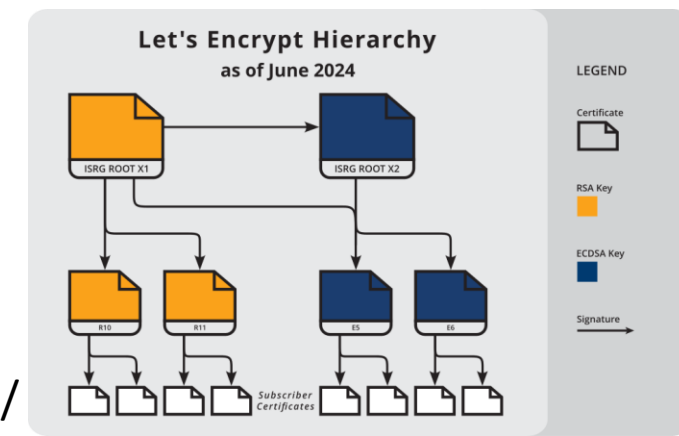 Let's Encrypt Hierarchy
as of June 2024
ISRG ROOT X1
ISRG ROOT X2
R10
R11
E5
E6
Subscriber
Certificates
LEGEND
Certificate
RSA Key
ECDSA Key
Signature
/